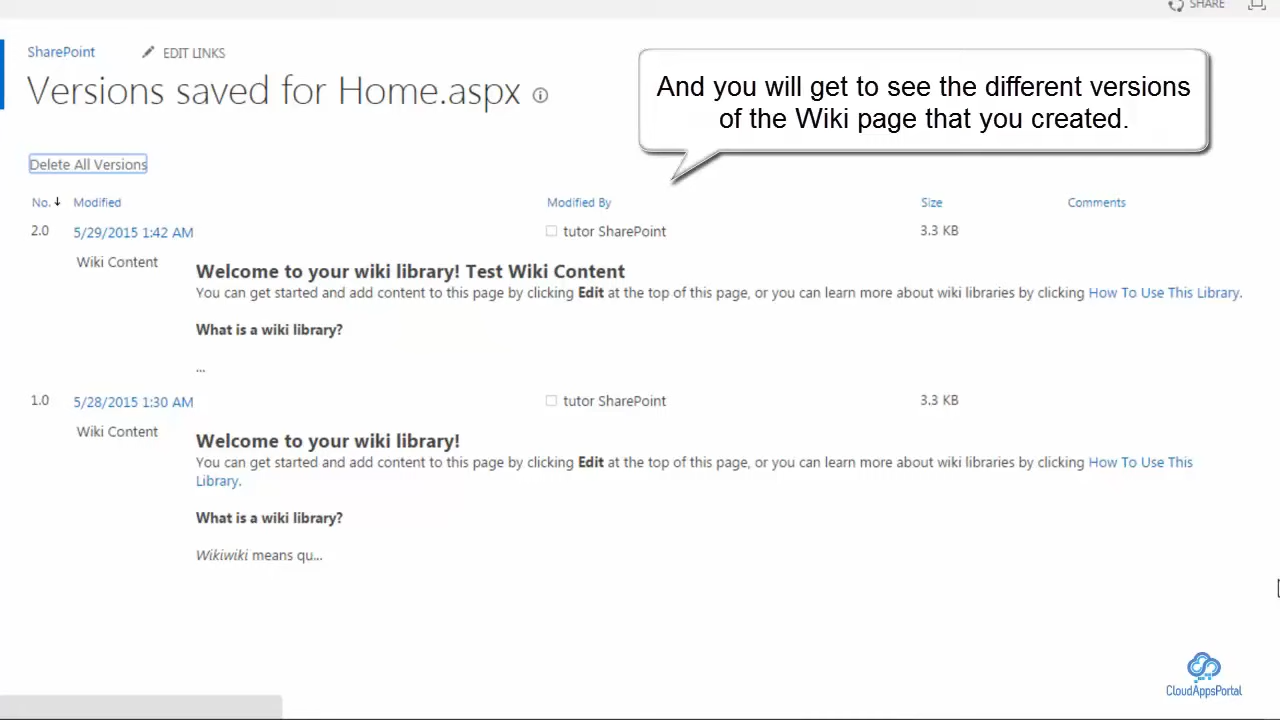 SHARE
SharePoint EDIT LINKS
Versions saved for Home.aspx
And you will get to see the different versions
of the Wiki page that you created.
Delete All Versions
No. Modified Modified By Size Comments
2.0 5/29/2015 1:42 AM tutor SharePoint 3.3 KB
Wiki Content
Welcome to your wiki library! Test Wiki Content
You can get started and add content to this page by clicking Edit at the top of this page, or you can learn more about wiki libraries by clicking How To Use This Library.
What is a wiki library?
...
1.0 5/28/2015 1:30 AM tutor SharePoint 3.3 KB
Wiki Content
Welcome to your wiki library!
You can get started and add content to this page by clicking Edit at the top of this page, or you can learn more about wiki libraries by clicking How To Use This
Library.
What is a wiki library?
Wikiwiki means qu...
CloudAppsPortal